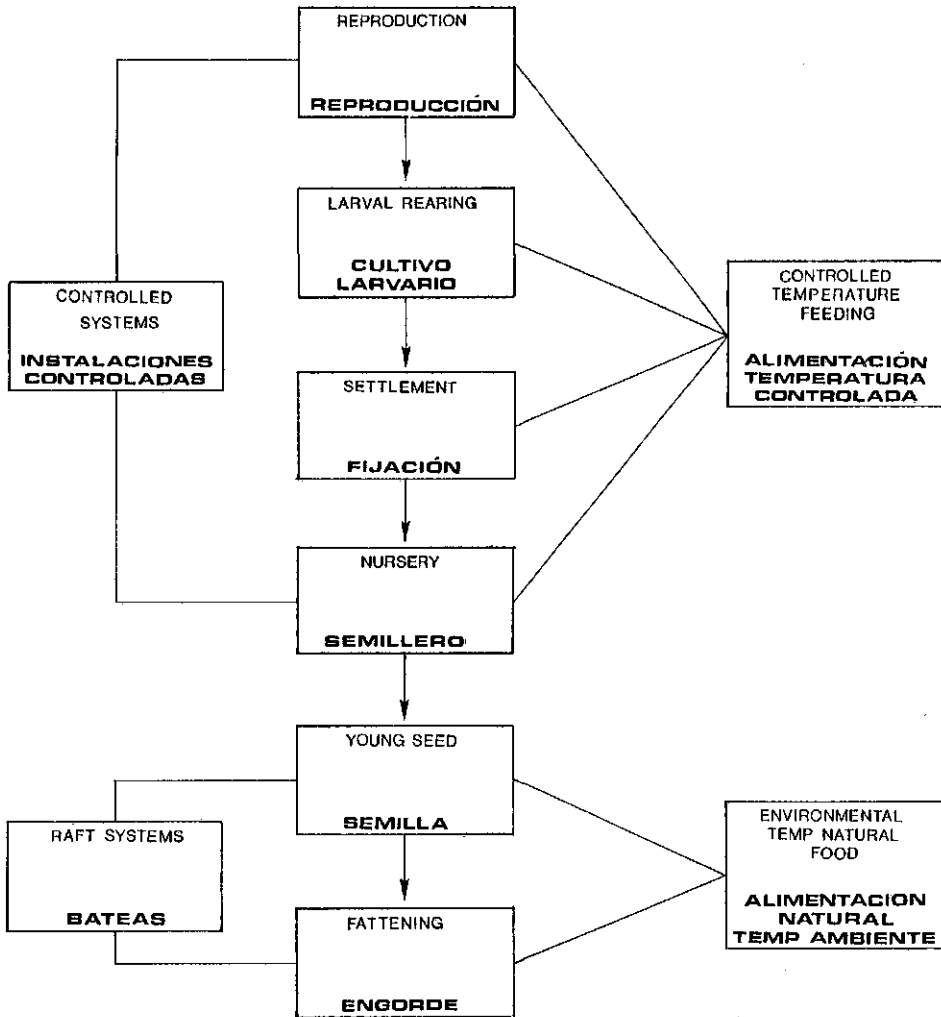 REPRODUCTION
REPRODUCCIÓN
LARVAL REARING
CULTIVO
LARVARIO
CONTROLLED
SYSTEMS
INSTALACIONES
CONTROLADAS
CONTROLLED
TEMPERATURE
FEEDING
ALIMENTACIÓN
TEMPERATURA
CONTROLADA
SETTLEMENT
FIJACIÓN
NURSERY
SEMILLERO
YOUNG SEED
SEMILLA
RAFT SYSTEMS
BATEAS
ENVIRONMENTAL
TEMP NATURAL
FOOD
ALIMENTACION
NATURAL
TEMP AMBIENTE
FATTENING
ENGORDE